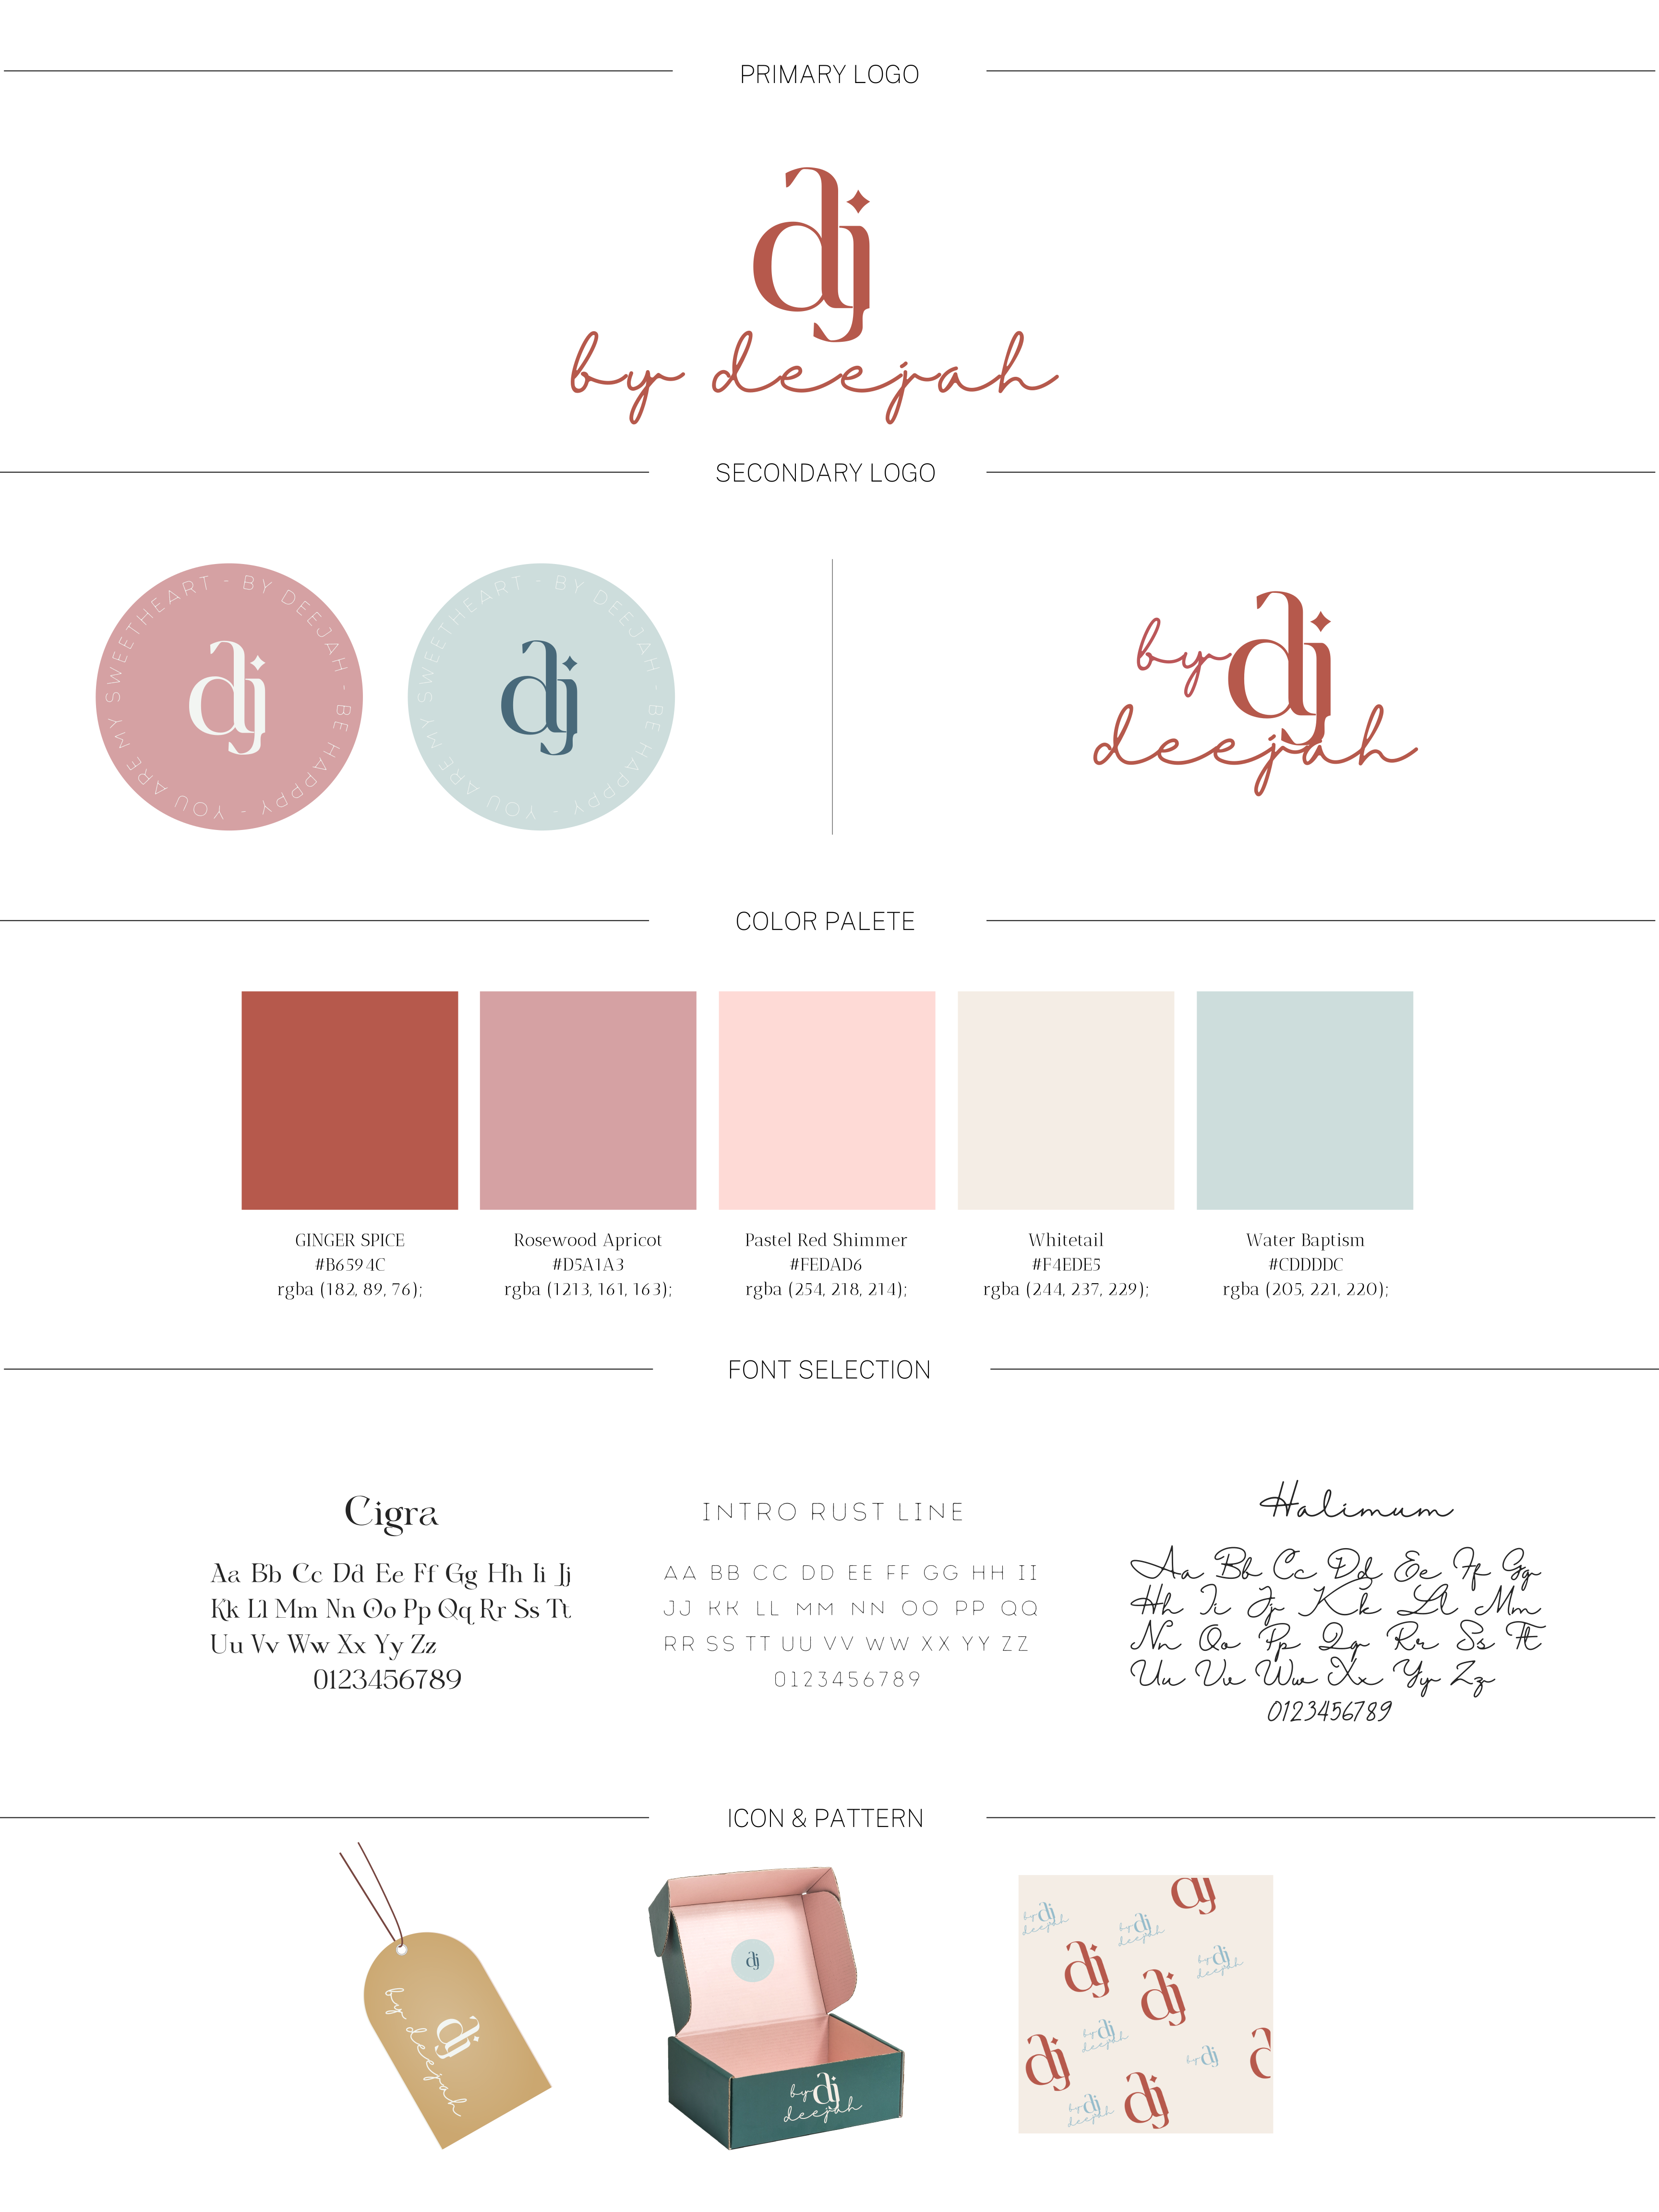 PRIMARY LOGO
dj
by deejah
SECONDARY LOGO
YOU ARE MY SWEETHEART - BY DEEJAH - BE HAPPPY -
dj
YOU ARE MY SWEETHEART - BY DEEJAH - BE HAPPPY -
dj
by dj
deejah
COLOR PALETE
GINGER SPICE
#B6594C
rgba (182, 89, 76);
Rosewood Apricot
#D5A1A3
rgba (1213, 161, 163);
Pastel Red Shimmer
#FEDAD6
rgba (254, 218, 214);
Whitetail
#F4EDE5
rgba (244, 237, 229);
Water Baptism
#CDDDDC
rgba (205, 221, 220);
FONT SELECTION
Cigra
Aa Bb Cc Dd Ee Ff Gg Hh Ii Jj
Kk Ll Mm Nn Oo Pp Qq Rr Ss Tt
Uu Vv Ww Xx Yy Zz
0123456789
INTRO RUST LINE
AA BB CC DD EE FF GG HH II
JJ KK LL MM NN OO PP QQ
RR SS TT UU VV WW XX YY ZZ
0123456789
Halimum
Aa Bb Cc Dd Ee Ff Gg
Hh Ii Jj Kk Ll Mm
Nn Oo Pp Qq Rr Ss Tt
Uu Vv Ww Xx Yy Zz
0123456789
ICON & PATTERN
dj
by deejah
dj
by dj
deejah
dj
by dj
deejah
by dj
deejah
dj
by dj
deejah
dj
by dj
deejah
dj
by dj
dj
by dj
deejah
dj